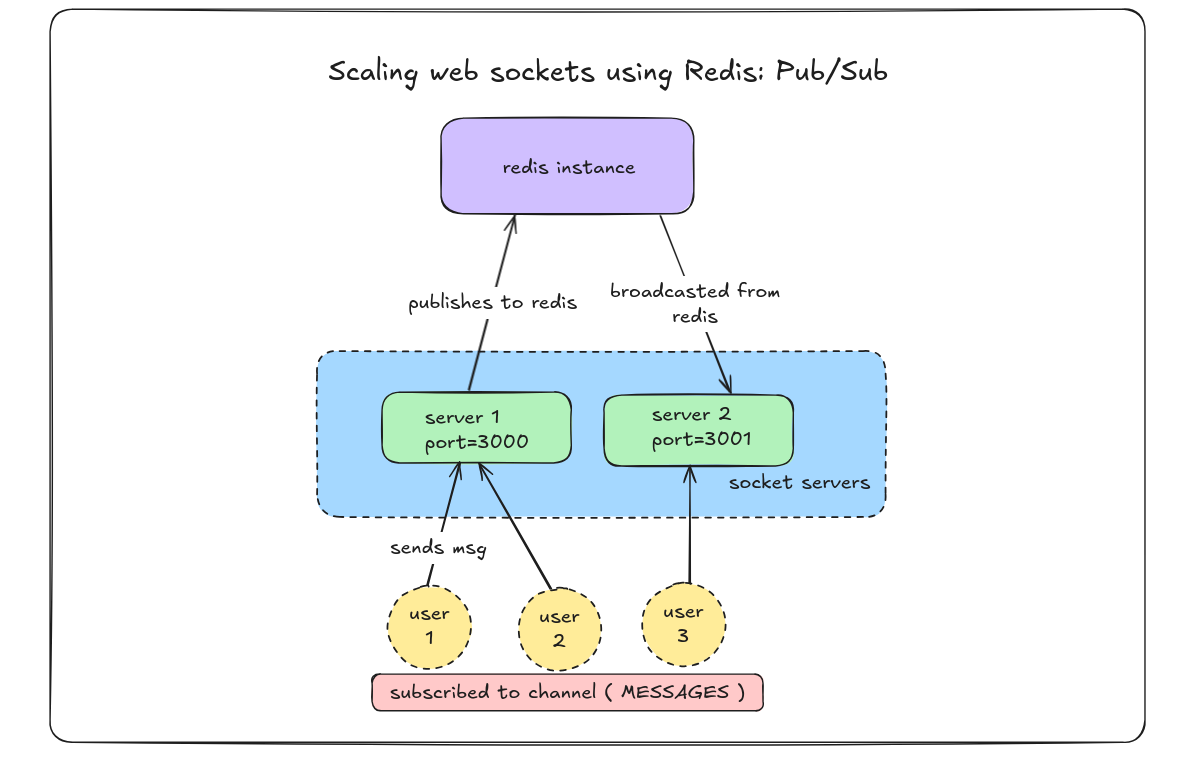 Scaling web sockets using Redis: Pub/Sub
redis instance
publishes to redis
broadcasted from
redis
server 1
port=3000
server 2
port=3001
socket servers
sends msg
user
1
user
2
user
3
subscribed to channel ( MESSAGES )